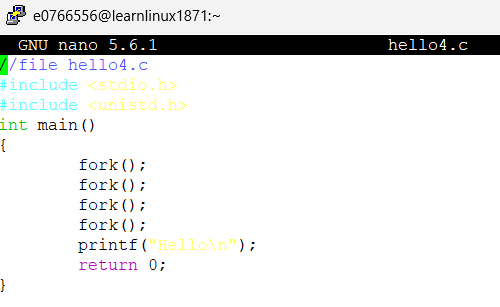 e0766556@learnlinux1871:~
GNU nano 5.6.1 hello4.c
//file hello4.c
#include <stdio.h>
#include <unistd.h>
int main()
{
        fork();
        fork();
        fork();
        fork();
        printf("Hello\n");
        return 0;
}